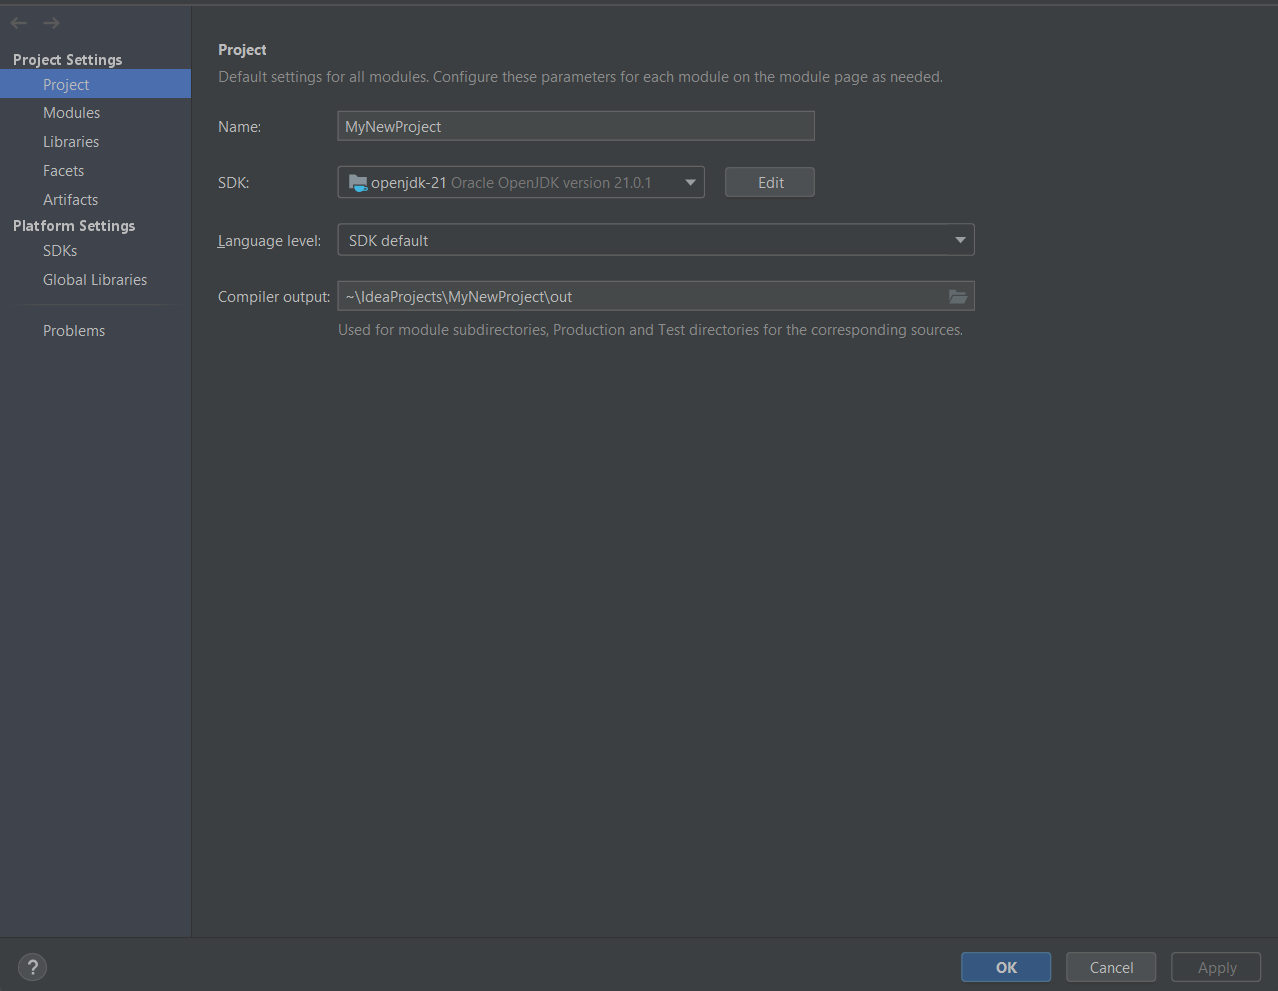 Project Settings
Project
Modules
Libraries
Facets
Artifacts
Platform Settings
SDKs
Global Libraries
Problems
Project
Default settings for all modules. Configure these parameters for each module on the module page as needed.
Name: MyNewProject
SDK: openjdk-21 Oracle OpenJDK version 21.0.1 Edit
Language level: SDK default
Compiler output: ~\IdeaProjects\MyNewProject\out
Used for module subdirectories, Production and Test directories for the corresponding sources.
? OK Cancel Apply